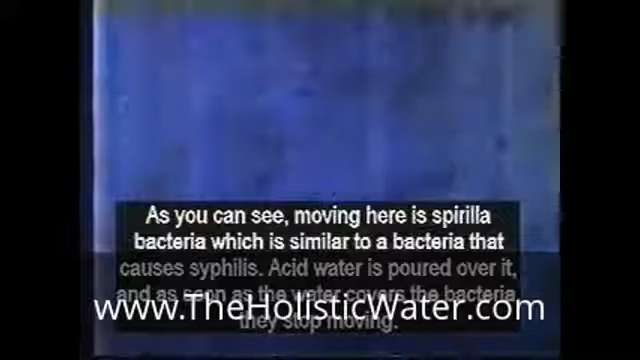 As you can see, moving here is spirilla
bacteria which is similar to a bacteria that
causes syphilis. Acid water is poured over it,
and as soon as the water covers the bacteria
www.TheHolisticWater.com
they stop moving.